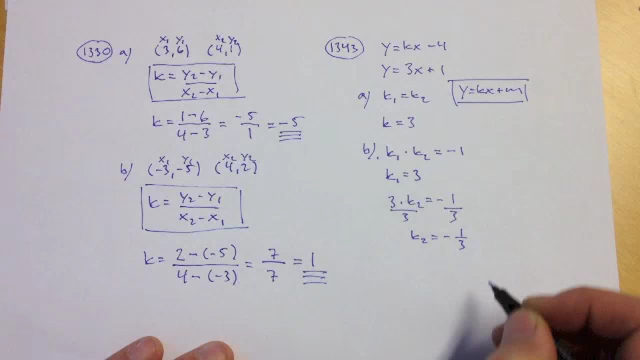 1330 a) (3,6) (4,1)
x₁ y₁ x₂ y₂
k = y₂-y₁ / x₂-x₁
k = 1-6 / 4-3 = -5 / 1 = -5
b) (-3,-5) (4,2)
x₁ y₁ x₂ y₂
k = y₂-y₁ / x₂-x₁
k = 2-(-5) / 4-(-3) = 7 / 7 = 1
1343 y = kx-4
y = 3x+1
a) k₁ = k₂ y=kx+m
k = 3
b) k₁ · k₂ = -1
k₁ = 3
3 · k₂ / 3 = - 1 / 3
k₂ = - 1 / 3